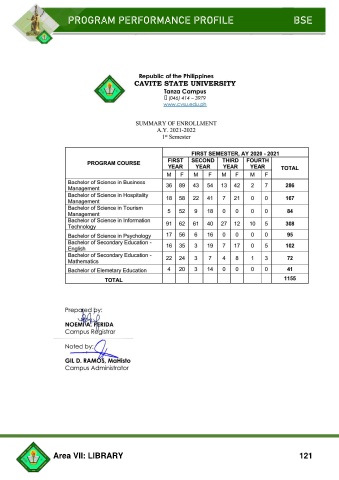 PROGRAM PERFORMANCE PROFILE BSE
Republic of the Philippines
CAVITE STATE UNIVERSITY
Tanza Campus
(046) 414 – 3979
www.cvsu.edu.ph
SUMMARY OF ENROLLMENT
A.Y. 2021-2022
1st Semester
PROGRAM COURSE FIRST SEMESTER, AY 2020 - 2021
FIRST YEAR SECOND YEAR THIRD YEAR FOURTH YEAR TOTAL
M F M F M F M F
Bachelor of Science in Business Management 36 89 43 54 13 42 2 7 286
Bachelor of Science in Hospitality Management 18 58 22 41 7 21 0 0 167
Bachelor of Science in Tourism Management 5 52 9 18 0 0 0 0 84
Bachelor of Science in Information Technology 91 62 61 40 27 12 10 5 308
Bachelor of Science in Psychology 17 56 6 16 0 0 0 0 95
Bachelor of Secondary Education - English 16 35 3 19 7 17 0 5 102
Bachelor of Secondary Education - Mathematics 22 24 3 7 4 8 1 3 72
Bachelor of Elemetary Education 4 20 3 14 0 0 0 0 41
TOTAL 1155
Prepared by:
NOEMI A. PERIDA
Campus Registrar
Noted by:
GIL D. RAMOS, MaHisto
Campus Administrator
Area VII: LIBRARY 121